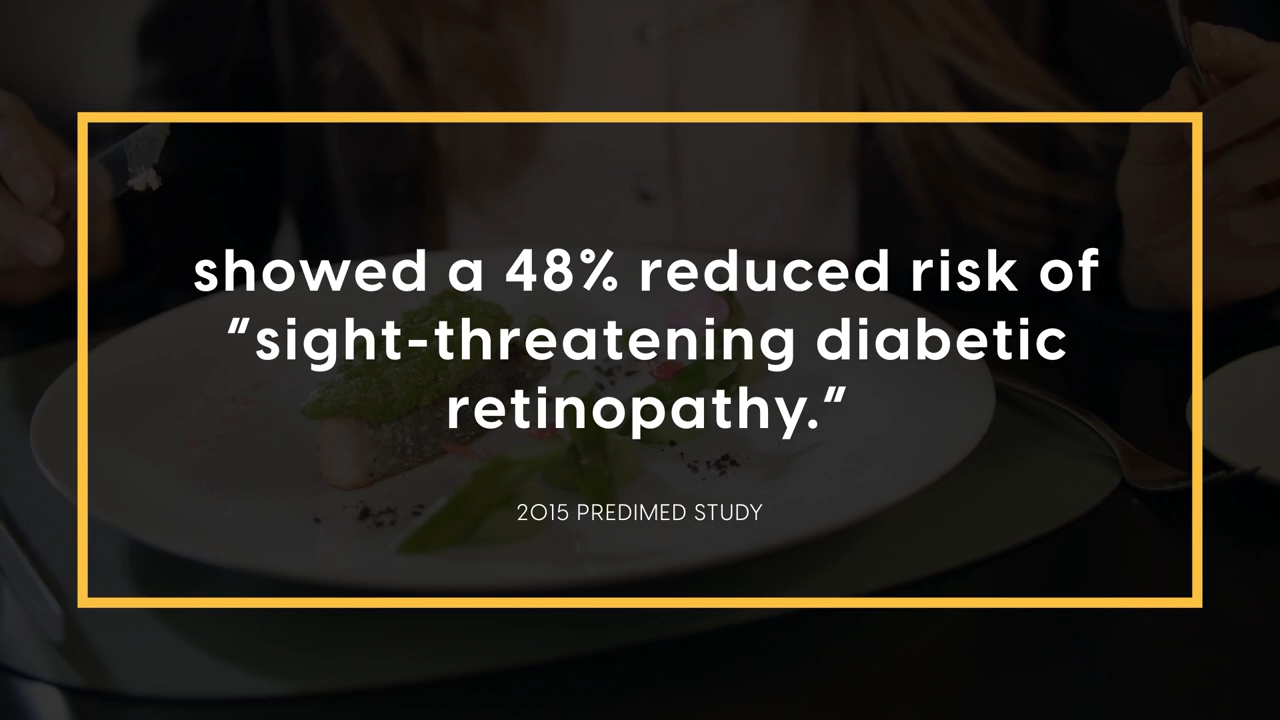 showed a 48% reduced risk of
“sight-threatening diabetic
retinopathy.”
2015 PREDIMED STUDY